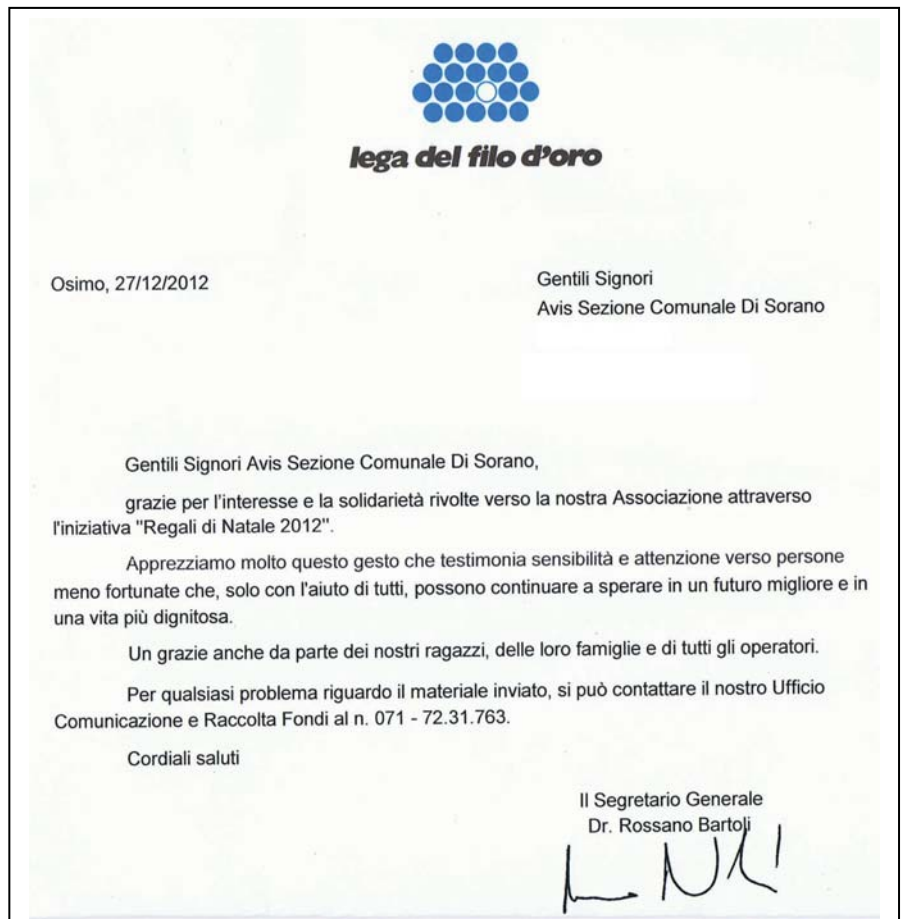 lega del filo d'oro
Osimo, 27/12/2012
Gentili Signori
Avis Sezione Comunale Di Sorano
Gentili Signori Avis Sezione Comunale Di Sorano,
grazie per l'interesse e la solidarietà rivolte verso la nostra Associazione attraverso
l'iniziativa "Regali di Natale 2012".
Apprezziamo molto questo gesto che testimonia sensibilità e attenzione verso persone
meno fortunate che, solo con l'aiuto di tutti, possono continuare a sperare in un futuro migliore e in
una vita più dignitosa.
Un grazie anche da parte dei nostri ragazzi, delle loro famiglie e di tutti gli operatori.
Per qualsiasi problema riguardo il materiale inviato, si può contattare il nostro Ufficio
Comunicazione e Raccolta Fondi al n. 071 - 72.31.763.
Cordiali saluti
Il Segretario Generale
Dr. Rossano Bartoli